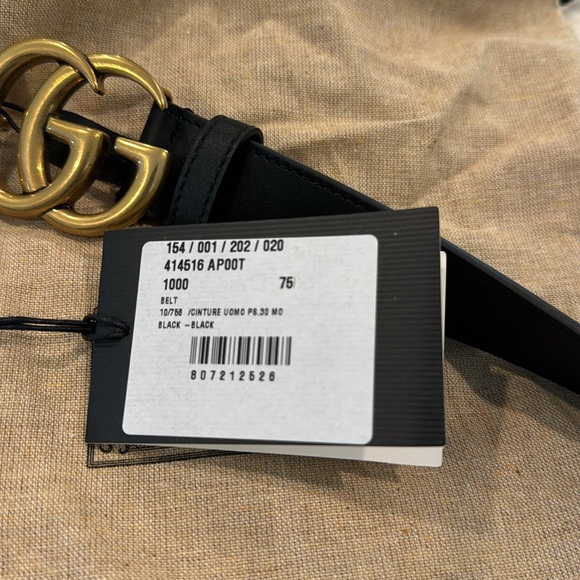 154 / 001 / 202 / 020
414516 AP00T
1000 75
BELT
10/758 /CINTURE UOMO P6.30 MO
BLACK -BLACK
807212526